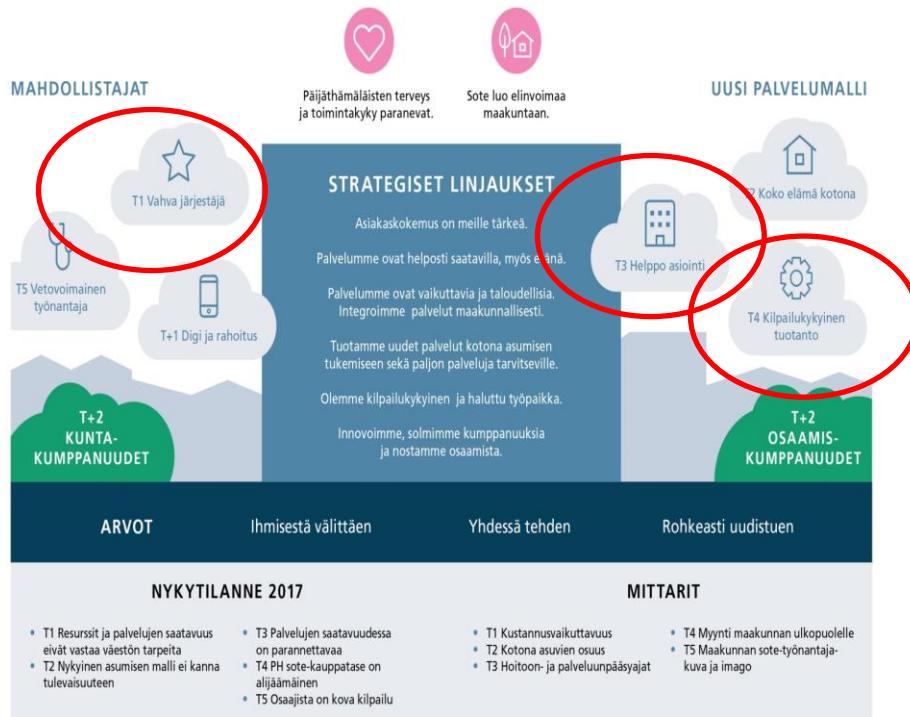 MAHDOLLISTAJAT
T1 Vahva järjestäjä
T5 Vetovoimainen
työnantaja
T+1 Digi ja rahoitus
T+2
KUNTA-
KUMPPANUUDET
Päijäthämäläisten terveys
ja toimintakyky paranevat.
Sote luo elinvoimaa
maakuntaan.
STRATEGISET LINJAUKSET
Asiakaskokemus on meille tärkeä.
Palvelumme ovat helposti saatavilla, myös etänä.
Palvelumme ovat vaikuttavia ja taloudellisia.
Integroimme palvelut maakunnallisesti.
Tuotamme uudet palvelut kotona asumisen
tukemiseen sekä paljon palveluja tarvitseville.
Olemme kilpailukykyinen ja haluttu työpaikka.
Innovoimme, solmimme kumppanuuksia
ja nostamme osaamista.
UUSI PALVELUMALLI
T2 Koko elämä kotona
T3 Helppo asiointi
T4 Kilpailukykyinen
tuotanto
T+2
OSAAMIS-
KUMPPANUUDET
ARVOT
Ihmisestä välittäen
Yhdessä tehden
Rohkeasti uudistuen
NYKYTILANNE 2017
• T1 Resurssit ja palvelujen saatavuus
eivät vastaa väestön tarpeita
• T2 Nykyinen asumisen malli ei kanna
tulevaisuuteen
• T3 Palvelujen saatavuudessa
on parannettavaa
• T4 PH sote-kauppatase on
alijäämäinen
• T5 Osaajista on kova kilpailu
MITTARIT
• T1 Kustannusvaikuttavuus
• T2 Kotona asuvien osuus
• T3 Hoitoon- ja palveluunpääsyajat
• T4 Myynti maakunnan ulkopuolelle
• T5 Maakunnan sote-työnantaja-
kuva ja imago